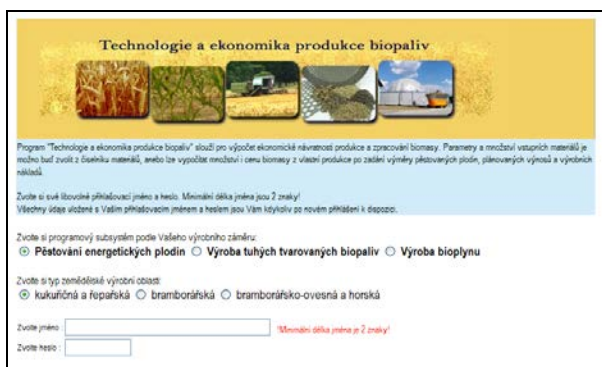 Technologie a ekonomika produkce biopaliv
Program "Technologie a ekonomika produkce biopaliv" slouží pro výpočet ekonomické návratnosti produkce a zpracování biomasy. Parametry a množství vstupních materiálů je
možno buď zvolit z číselníku materiálů, anebo lze vypočítat množství i cenu biomasy z vlastní produkce po zadání výměry pěstovaných plodin, plánovaných výnosů a výrobních
nákladů.
Zvolte si své libovolné přihlašovací jméno a heslo. Minimální délka jména jsou 2 znaky!
Všechny údaje uložené s Vašim přihlašovacím jménem a heslem jsou Vám kdykoliv po novém přihlášení k dispozici.
Zvolte si programový subsystém podle Vašeho výrobního záměru:
Pěstování energetických plodin Výroba tuhých tvarovaných biopaliv Výroba bioplynu
Zvolte si typ zemědělské výrobní oblasti:
kukuřičná a řepařská bramborářská bramborářsko-ovesná a horská
Zvolte jméno : *Minimální délka jména je 2 znaky!
Zvolte heslo :